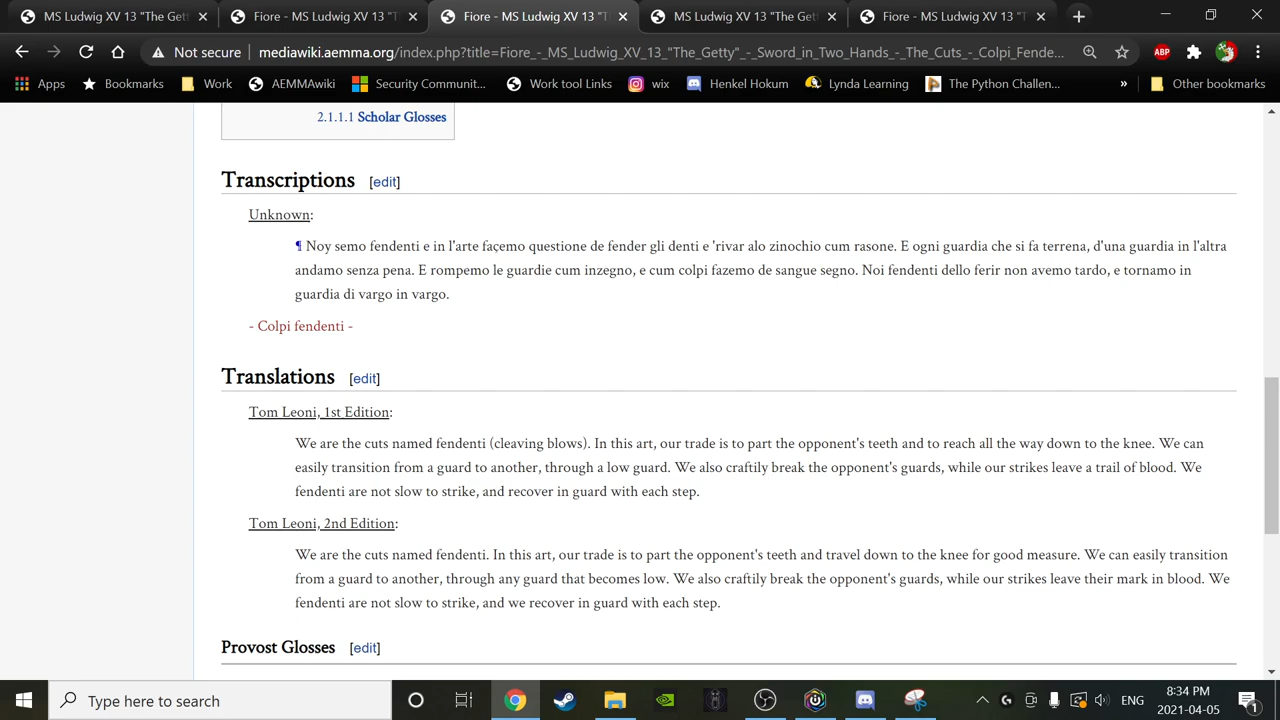 MS Ludwig XV 13 "The Gett
Fiore - MS Ludwig XV 13 "T
Fiore - MS Ludwig XV 13 "T
MS Ludwig XV 13 "The Get
Fiore - MS Ludwig XV 13 "T
Not secure mediawiki.aemma.org/index.php?title=Fiore_-_MS_Ludwig_XV_13_"The_Getty"_-_Sword_in_Two_Hands_-_The_Cuts_-_Colpi_Fende...
ABP
Apps Bookmarks Work AEMMAwiki Security Communit... Work tool Links wix Henkel Hokum Lynda Learning The Python Challen... » Other bookmarks
2.1.1.1 Scholar Glosses
Transcriptions [edit]
Unknown:
¶ Noy semo fendenti e in l'arte façemo questione de fender gli denti e 'rivar alo zinochio cum rasone. E ogni guardia che si fa terrena, d'una guardia in l'altra
andamo senza pena. E rompemo le guardie cum inzegno, e cum colpi fazemo de sangue segno. Noi fendenti dello ferir non avemo tardo, e tornamo in
guardia di vargo in vargo.
- Colpi fendenti -
Translations [edit]
Tom Leoni, 1st Edition:
We are the cuts named fendenti (cleaving blows). In this art, our trade is to part the opponent's teeth and to reach all the way down to the knee. We can
easily transition from a guard to another, through a low guard. We also craftily break the opponent's guards, while our strikes leave a trail of blood. We
fendenti are not slow to strike, and recover in guard with each step.
Tom Leoni, 2nd Edition:
We are the cuts named fendenti. In this art, our trade is to part the opponent's teeth and travel down to the knee for good measure. We can easily transition
from a guard to another, through any guard that becomes low. We also craftily break the opponent's guards, while our strikes leave their mark in blood. We
fendenti are not slow to strike, and we recover in guard with each step.
Provost Glosses [edit]
Type here to search
ENG
8:34 PM
2021-04-05
1